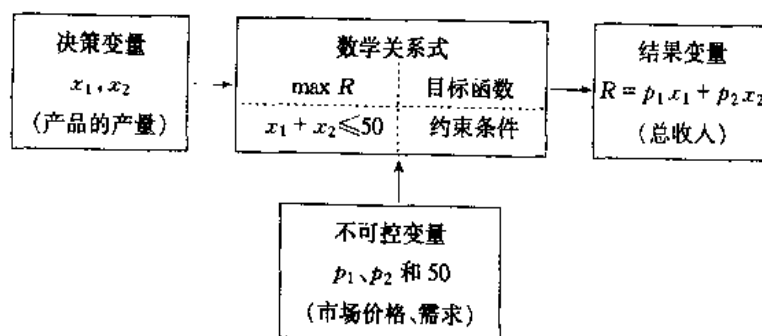 决策变量
x₁,x₂
(产品的产量)
数学关系式
max R 目标函数
x₁ + x₂≤50 约束条件
结果变量
R = p₁x₁ + p₂x₂
(总收人)
不可控变量
p₁、p₂ 和 50
(市场价格、需求)